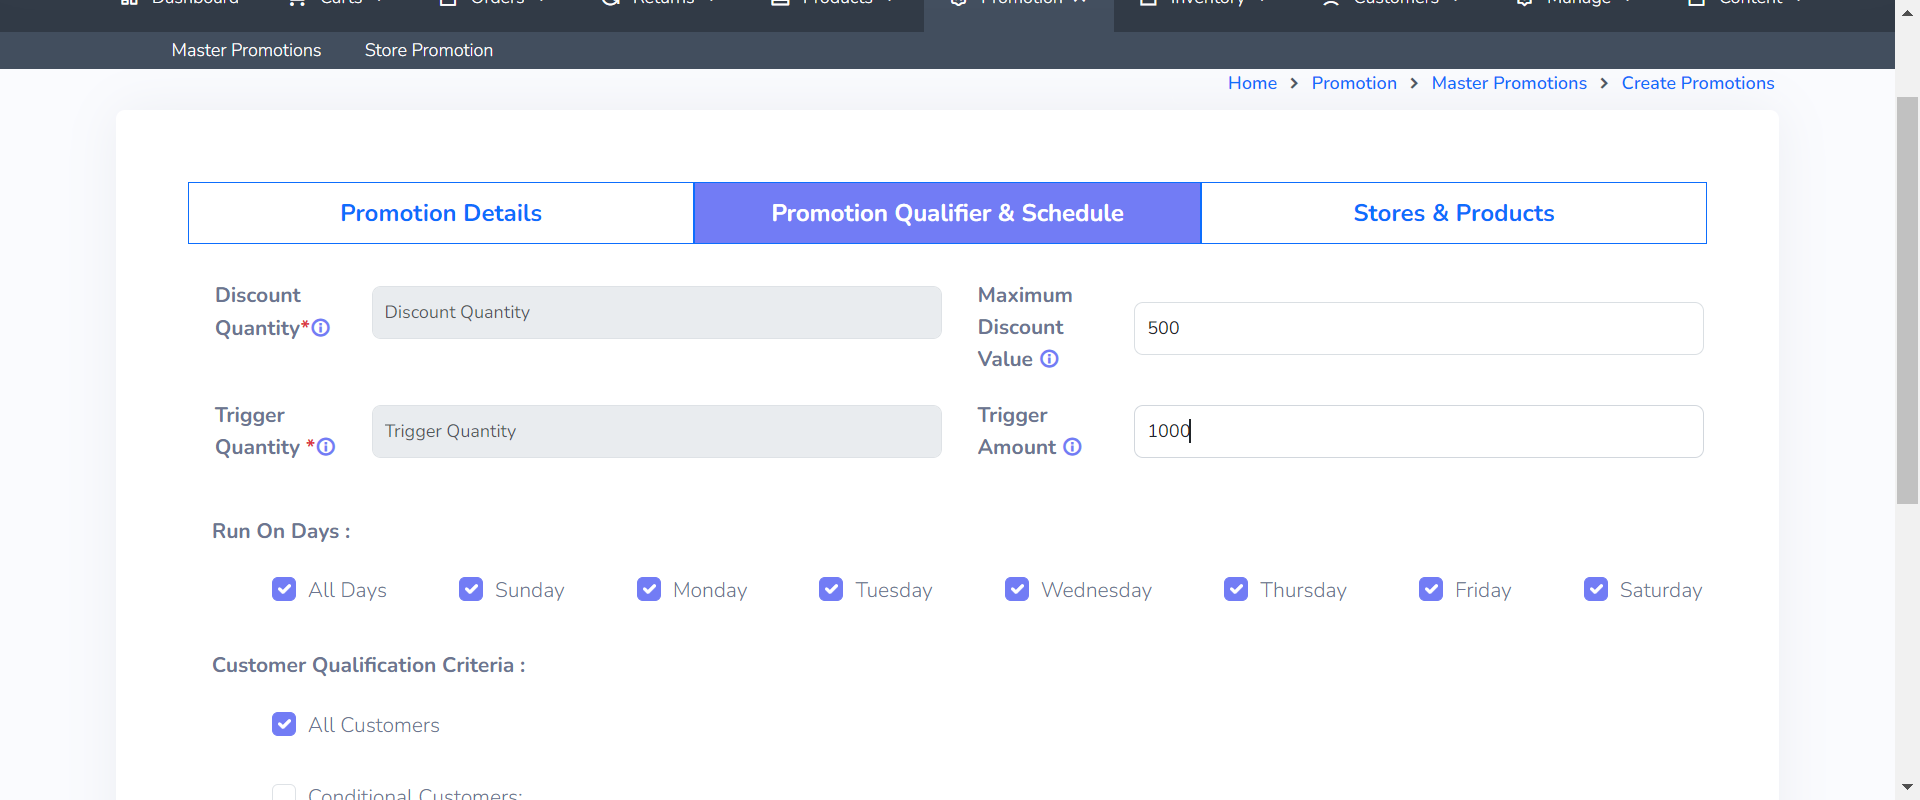 Dashboard Carts Orders Returns Products Promotion Inventory Customers Manage Content
Master Promotions Store Promotion
Home > Promotion > Master Promotions > Create Promotions
Promotion Details Promotion Qualifier & Schedule Stores & Products
Discount
Quantity*
Discount Quantity
Maximum
Discount
Value
500
Trigger
Quantity *
Trigger Quantity
Trigger
Amount
1000
Run On Days :
All Days Sunday Monday Tuesday Wednesday Thursday Friday Saturday
Customer Qualification Criteria :
All Customers
Conditional Customers: